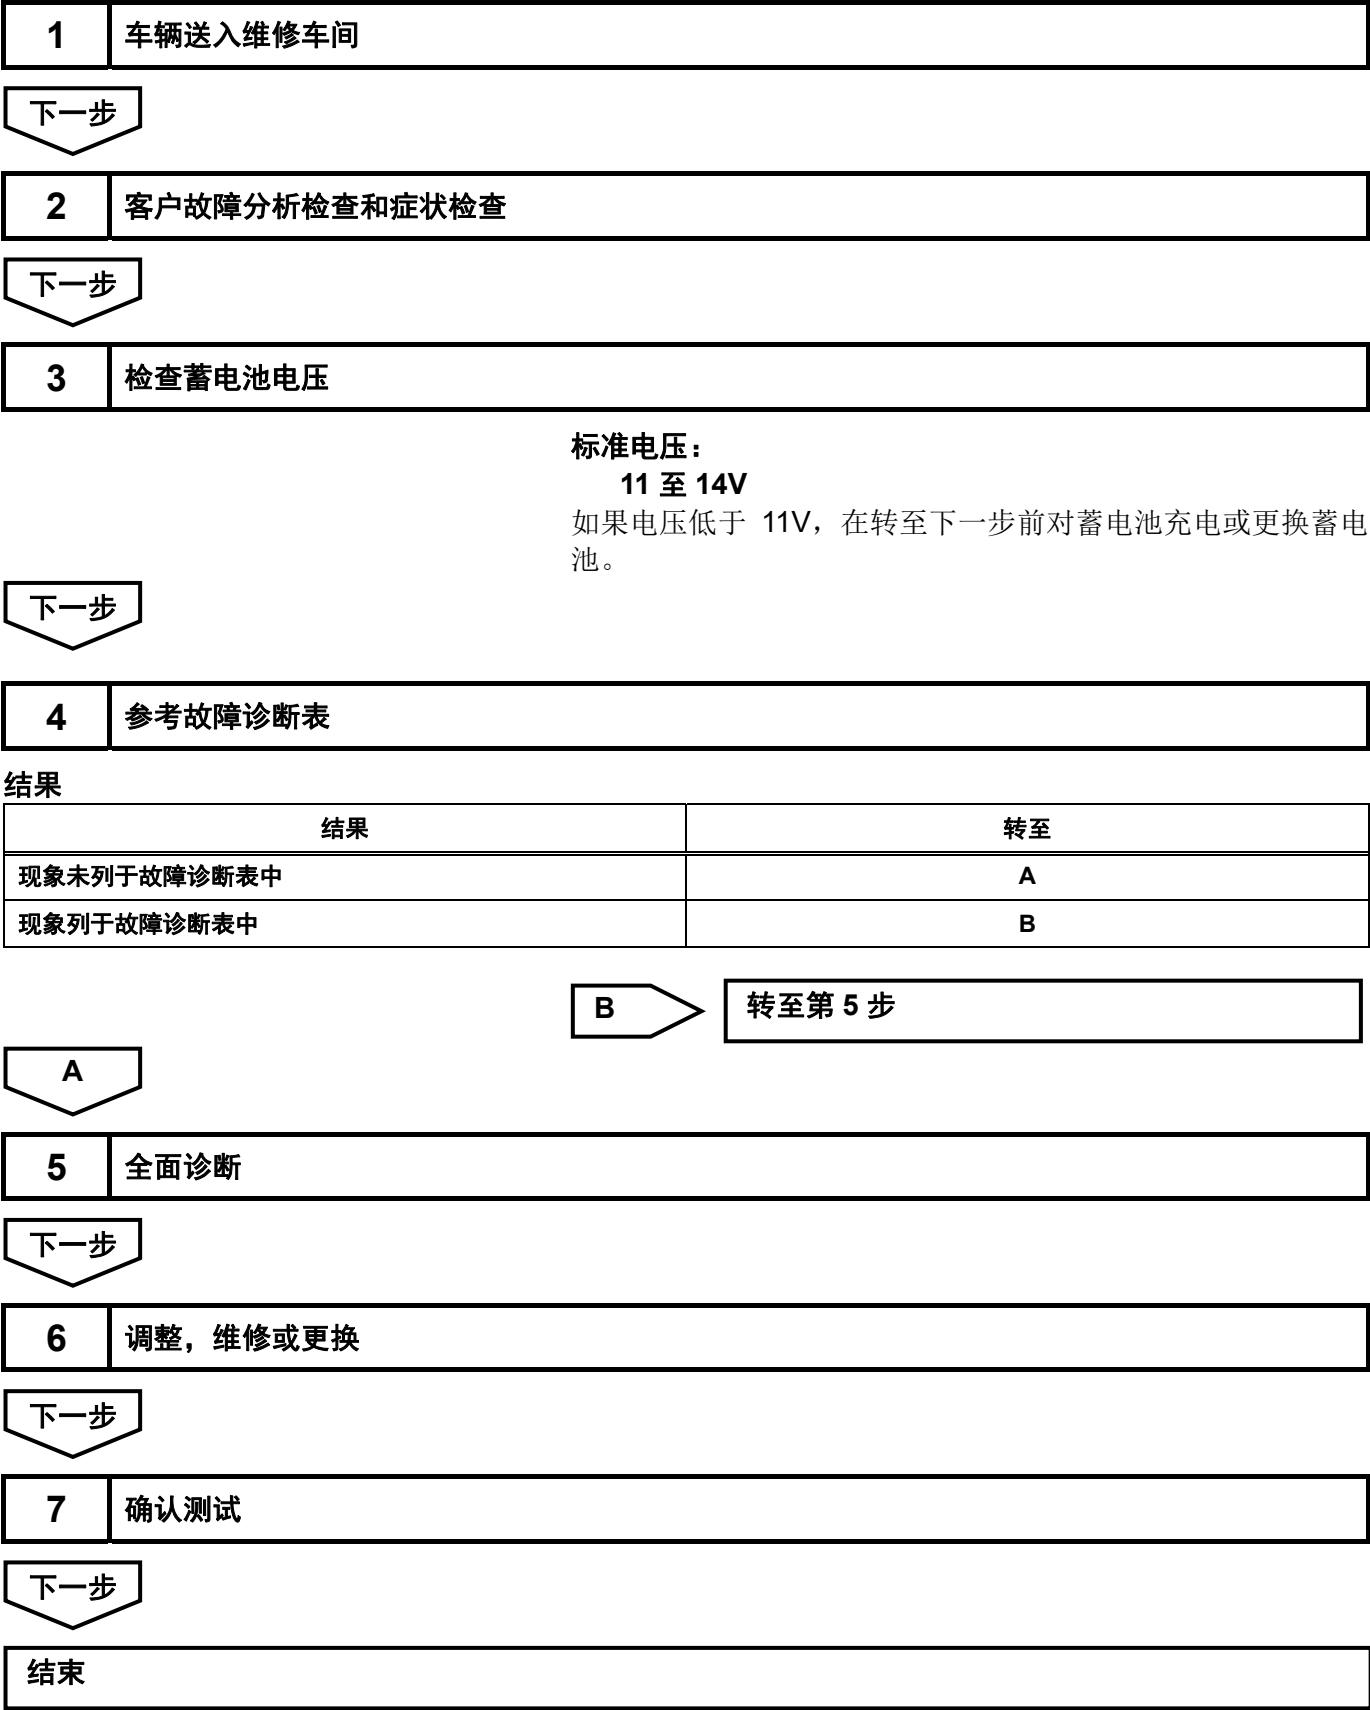 1 车辆送入维修车间
下一步
2 客户故障分析检查和症状检查
下一步
3 检查蓄电池电压
标准电压：
11 至 14V
如果电压低于 11V，在转至下一步前对蓄电池充电或更换蓄电
池。
下一步
4 参考故障诊断表
结果
结果 转至
现象未列于故障诊断表中 A
现象列于故障诊断表中 B
B 转至第 5 步
A
5 全面诊断
下一步
6 调整，维修或更换
下一步
7 确认测试
下一步
结束